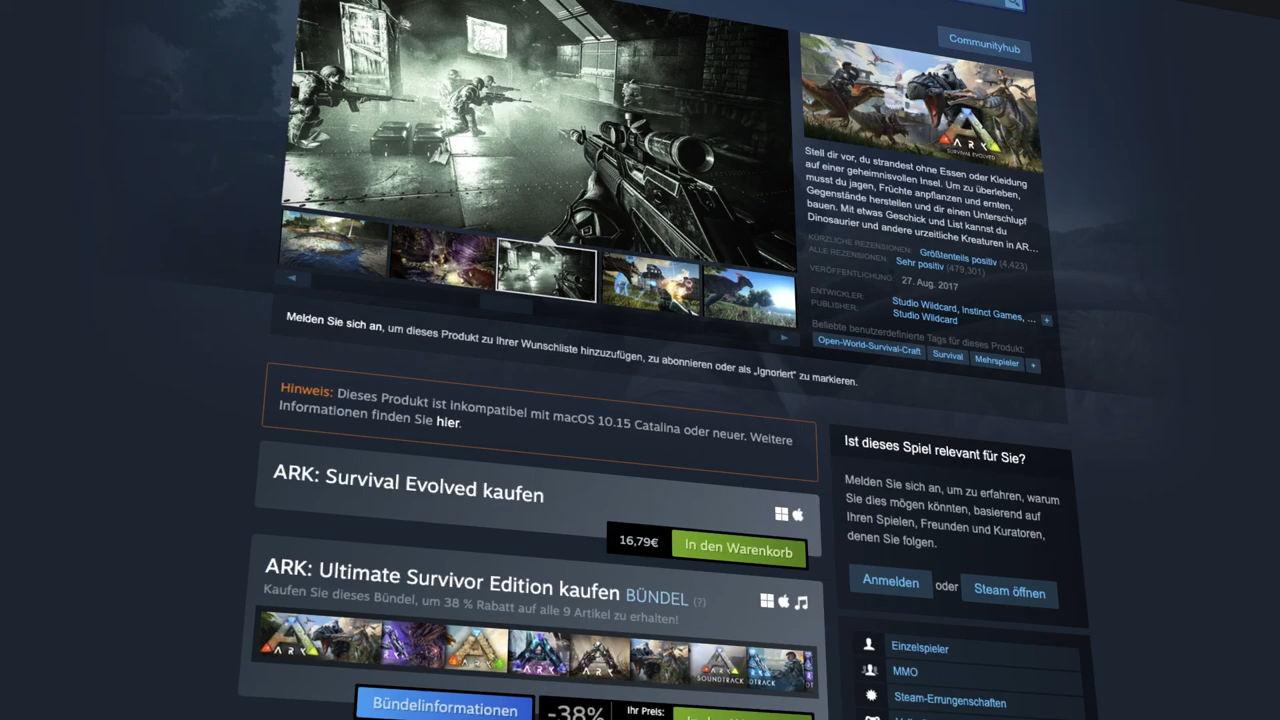 Communityhub
ARK
SURVIVAL EVOLVED
Stell dir vor, du strandest ohne Essen oder Kleidung
auf einer geheimnisvollen Insel. Um zu überleben,
musst du jagen, Früchte anpflanzen und ernten,
Gegenstände herstellen und dir einen Unterschlupf
bauen. Mit etwas Geschick und List kannst du
Dinosaurier und andere urzeitliche Kreaturen in AR...
KÜRZLICHE REZENSIONEN: Größtenteils positiv (4,423)
ALLE REZENSIONEN: Sehr positiv (479,301)
VERÖFFENTLICHUNG: 27. Aug. 2017
ENTWICKLER: Studio Wildcard, Instinct Games, ... +
PUBLISHER: Studio Wildcard
Beliebte benutzerdefinierte Tags für dieses Produkt:
Open-World-Survival-Craft Survival Mehrspieler +
Melden Sie sich an, um dieses Produkt zu Ihrer Wunschliste hinzuzufügen, zu abonnieren oder als „Ignoriert" zu markieren.
Hinweis: Dieses Produkt ist inkompatibel mit macOS 10.15 Catalina oder neuer. Weitere
Informationen finden Sie hier.
ARK: Survival Evolved kaufen
16,79€ In den Warenkorb
ARK: Ultimate Survivor Edition kaufen BÜNDEL (?)
Kaufen Sie dieses Bündel, um 38 % Rabatt auf alle 9 Artikel zu erhalten!
ARK
ARK
ARK
ARK
SOUNDTRACK
Bündelinformationen -38% Ihr Preis:
Ist dieses Spiel relevant für Sie?
Melden Sie sich an, um zu erfahren, warum
Sie dies mögen könnten, basierend auf
Ihren Spielen, Freunden und Kuratoren,
denen Sie folgen.
Anmelden oder Steam öffnen
Einzelspieler
MMO
Steam-Errungenschaften